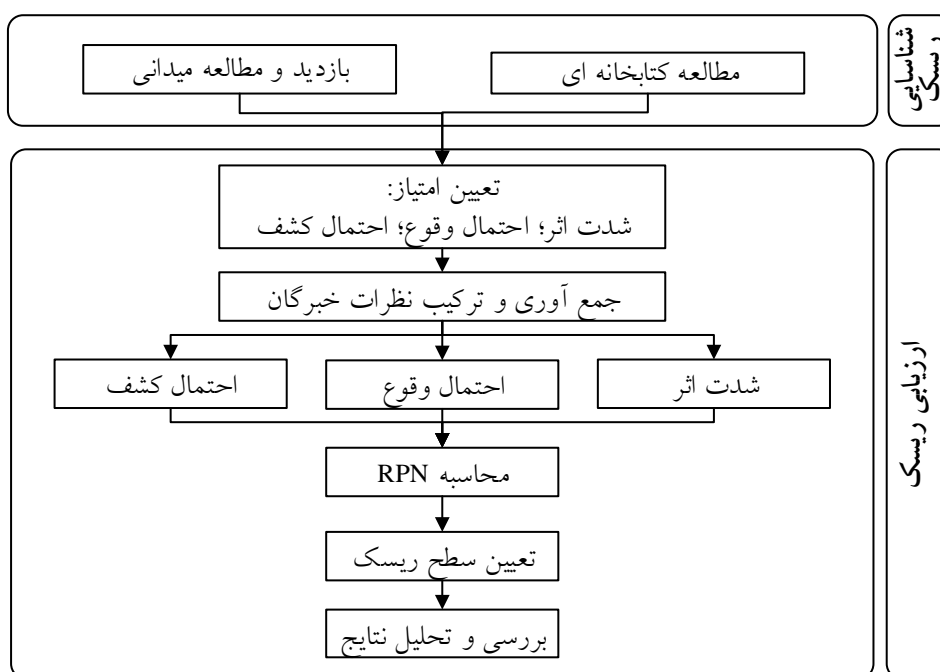 شناسایی
ریسک
مطالعه کتابخانه ای
بازدید و مطالعه میدانی
ارزیابی ریسک
تعیین امتیاز:
شدت اثر؛ احتمال وقوع؛ احتمال کشف
جمع آوری و ترکیب نظرات خبرگان
شدت اثر
احتمال وقوع
احتمال کشف
محاسبه RPN
تعیین سطح ریسک
بررسی و تحلیل نتایج